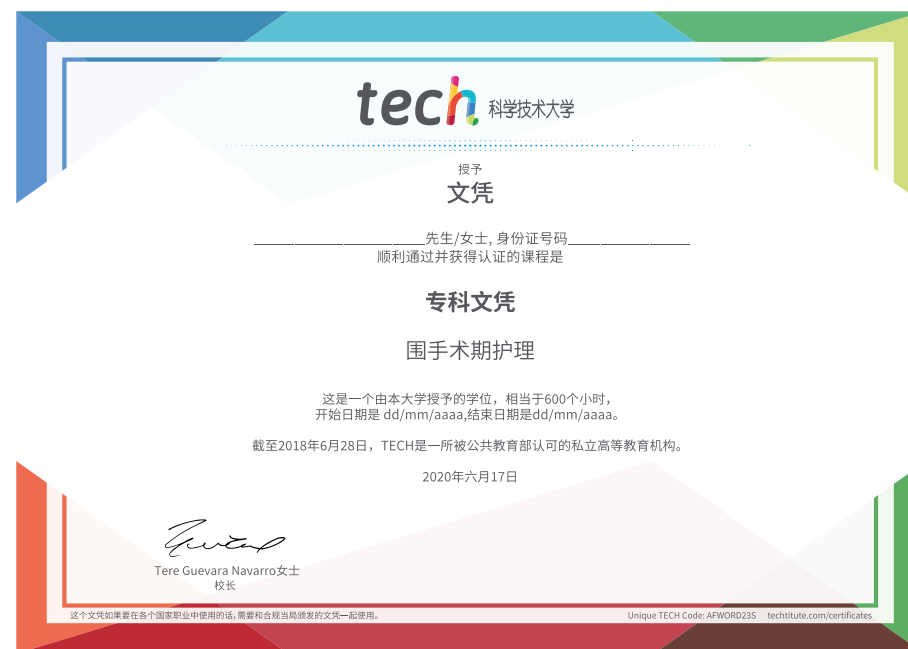 tech 科学技术大学
授予
文凭
____________________先生/女士, 身份证号码______________
顺利通过并获得认证的课程是
专科文凭
围手术期护理
这是一个由本大学授予的学位，相当于600个小时，
开始日期是 dd/mm/aaaa,结束日期是dd/mm/aaaa。
截至2018年6月28日，TECH是一所被公共教育部认可的私立高等教育机构。
2020年六月17日
Tere Guevara Navarro女士
校长
这个文凭如果要在各个国家职业中使用的话,需要和合规当局颁发的文凭一起使用。
Unique TECH Code: AFWORD23S techtitute.com/certificates